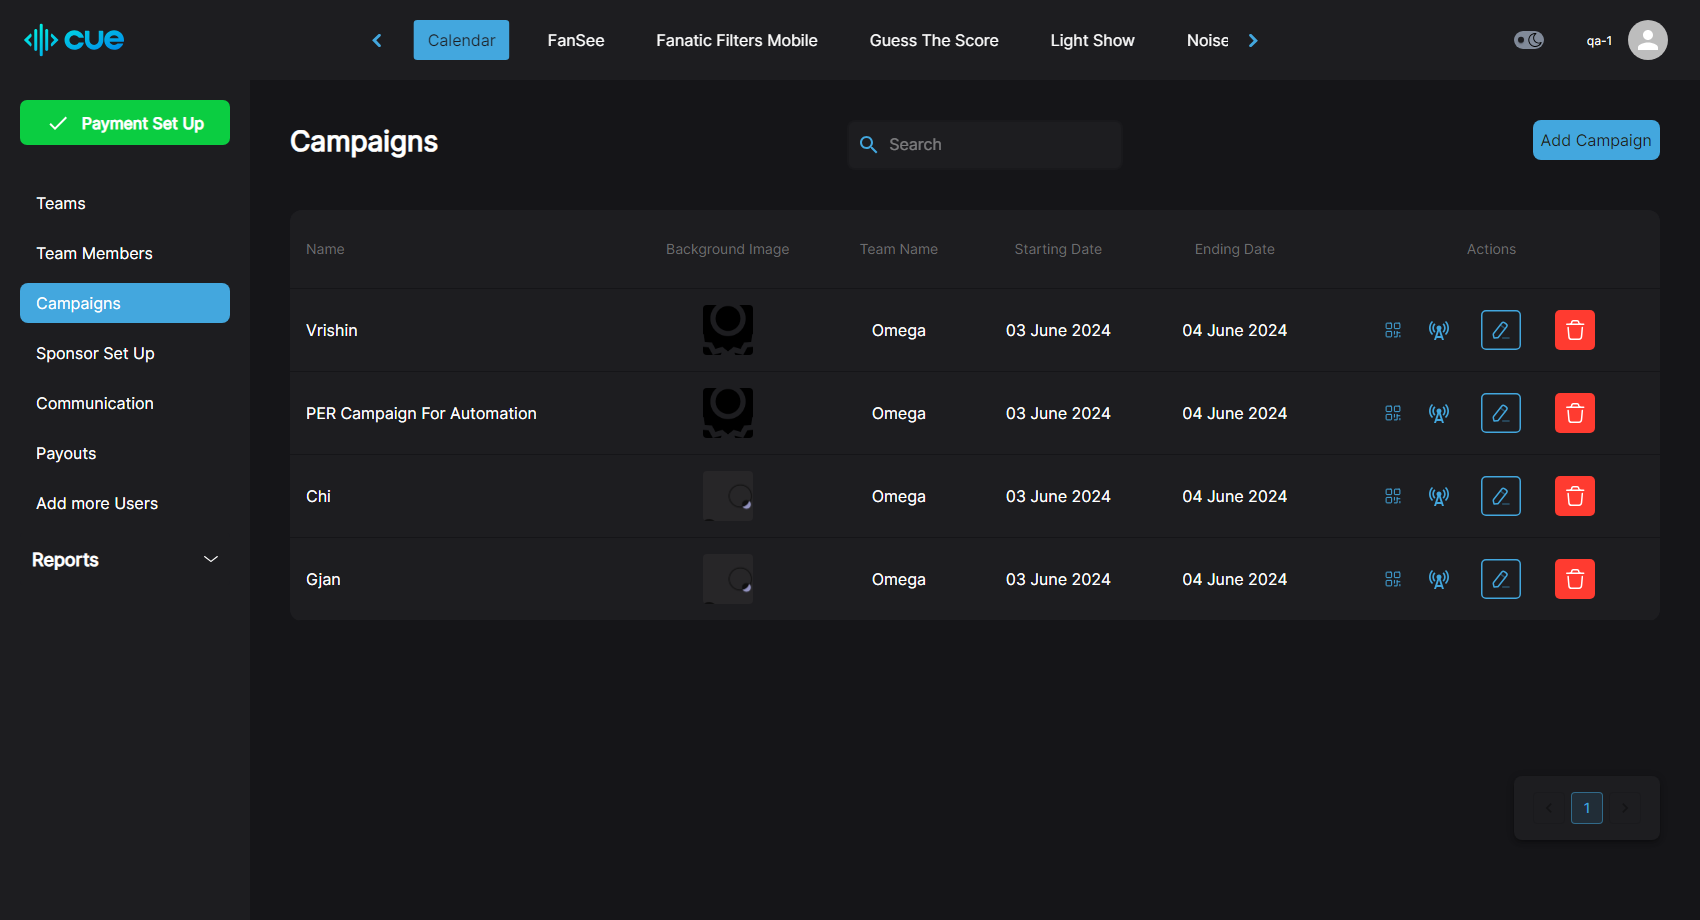 cue
Calendar FanSee Fanatic Filters Mobile Guess The Score Light Show Noise
qa-1
Payment Set Up
Teams
Team Members
Campaigns
Sponsor Set Up
Communication
Payouts
Add more Users
Reports
Campaigns
Search
Add Campaign
Name Background Image Team Name Starting Date Ending Date Actions
Vrishin Omega 03 June 2024 04 June 2024
PER Campaign For Automation Omega 03 June 2024 04 June 2024
Chi Omega 03 June 2024 04 June 2024
Gjan Omega 03 June 2024 04 June 2024
1